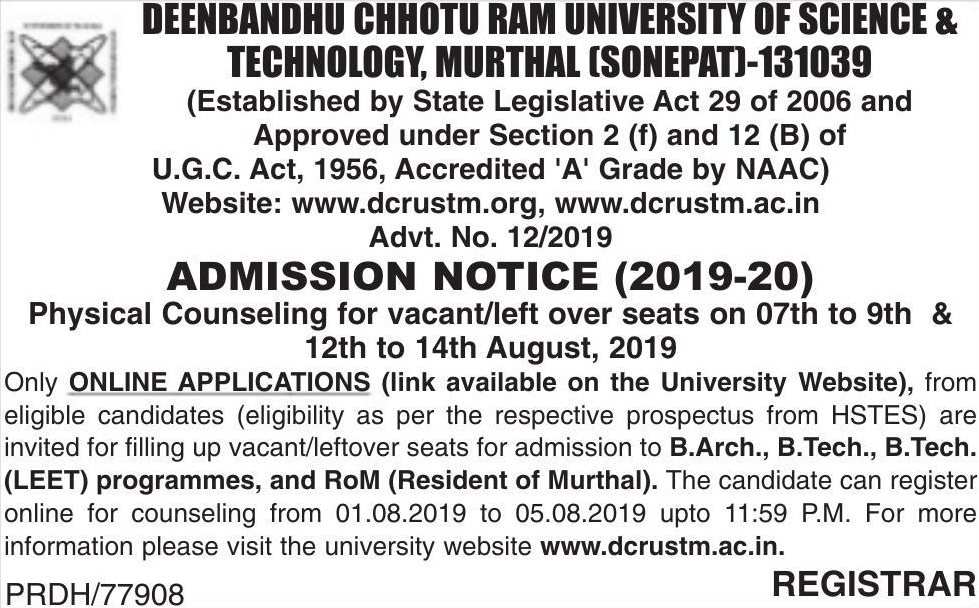 DEENBANDHU CHHOTU RAM UNIVERSITY OF SCIENCE &
TECHNOLOGY, MURTHAL (SONEPAT)-131039
(Established by State Legislative Act 29 of 2006 and
Approved under Section 2 (f) and 12 (B) of
U.G.C. Act, 1956, Accredited 'A' Grade by NAAC)
Website: www.dcrustm.org, www.dcrustm.ac.in
Advt. No. 12/2019
ADMISSION NOTICE (2019-20)
Physical Counseling for vacant/left over seats on 07th to 9th &
12th to 14th August, 2019
Only ONLINE APPLICATIONS (link available on the University Website), from
eligible candidates (eligibility as per the respective prospectus from HSTES) are
invited for filling up vacant/leftover seats for admission to B.Arch., B.Tech., B.Tech.
(LEET) programmes, and RoM (Resident of Murthal). The candidate can register
online for counseling from 01.08.2019 to 05.08.2019 upto 11:59 P.M. For more
information please visit the university website www.dcrustm.ac.in.
PRDH/77908
REGISTRAR